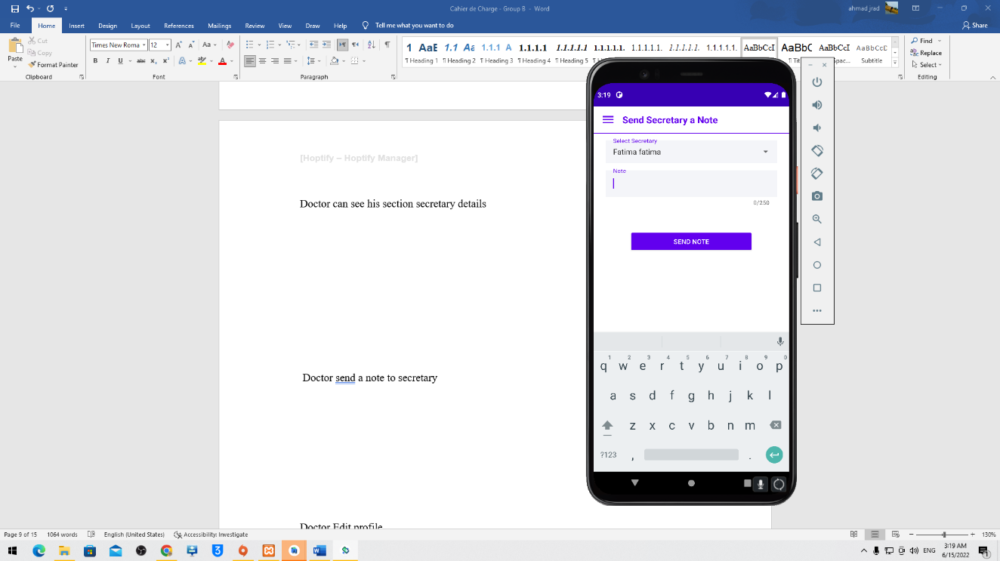 Cahier de Charge - Group B - Word
ahmad jrad
File Home Insert Design Layout References Mailings Review View Draw Help Tell me what you want to do
Share
Paste
Cut
Copy
Format Painter
Clipboard
Times New Roma 12
Font
Paragraph
1 AaE 1.1 Aa 1.1.1 A 1.1.1.1 1.1.1.1.1 1.1.1.1.1. 1.1.1.1.1. 1.1.1.1.1. 1.1.1.1.1. AaBbCcI AaBbC AaBbCcI AaBbCcD
¶ Heading 1 ¶ Heading 2 ¶ Heading 3 ¶ Heading 4 ¶ Heading 5
Subtitle
Find
Replace
Select
Editing
[Hoptify – Hoptify Manager]
Doctor can see his section secretary details
Doctor send a note to secretary
Doctor Edit profile
3:19
Send Secretary a Note
Select Secretary
Fatima fatima
Note
0/250
SEND NOTE
1 2 3 4 5 6 7 8 9 0
q w e r t y u i o p
a s d f g h j k l
z x c v b n m
?123 , .
Page 9 of 15 1064 words English (United States) Accessibility: Investigate
130%
ENG
3:19 AM
6/15/2022
1